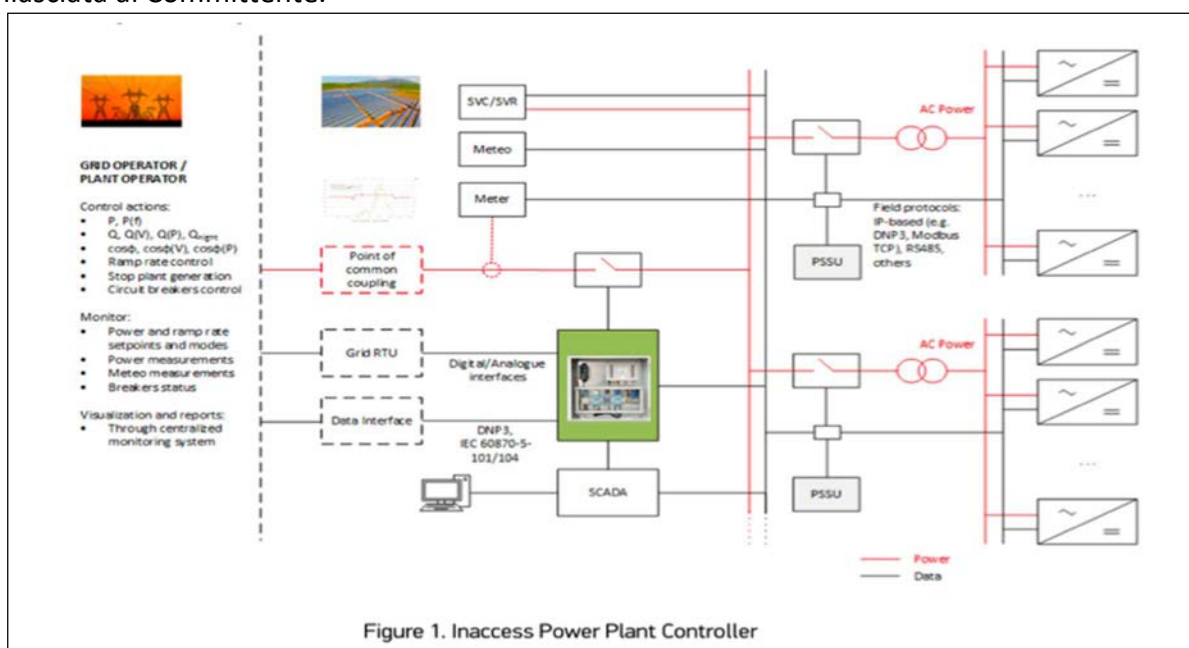 GRID OPERATOR /
PLANT OPERATOR
Control actions:
• P, P(f)
• Q, Q(V), Q(P), Qnight
• cosϕ, cosϕ(V), cosϕ(P)
• Ramp rate control
• Stop plant generation
• Circuit breakers control
Monitor:
• Power and ramp rate
setpoints and modes
• Power measurements
• Meteo measurements
• Breakers status
Visualization and reports:
• Through centralized
monitoring system
SVC/SVR
Meteo
Meter
Point of
common
coupling
Grid RTU
Digital/Analogue
interfaces
Data Interface
DNP3,
IEC 60870-5-
101/104
SCADA
AC Power
Field protocols:
IP-based (e.g.
DNP3, Modbus
TCP), RS485,
others
PSSU
...
AC Power
PSSU
...
Power
Data
Figure 1. Inaccess Power Plant Controller